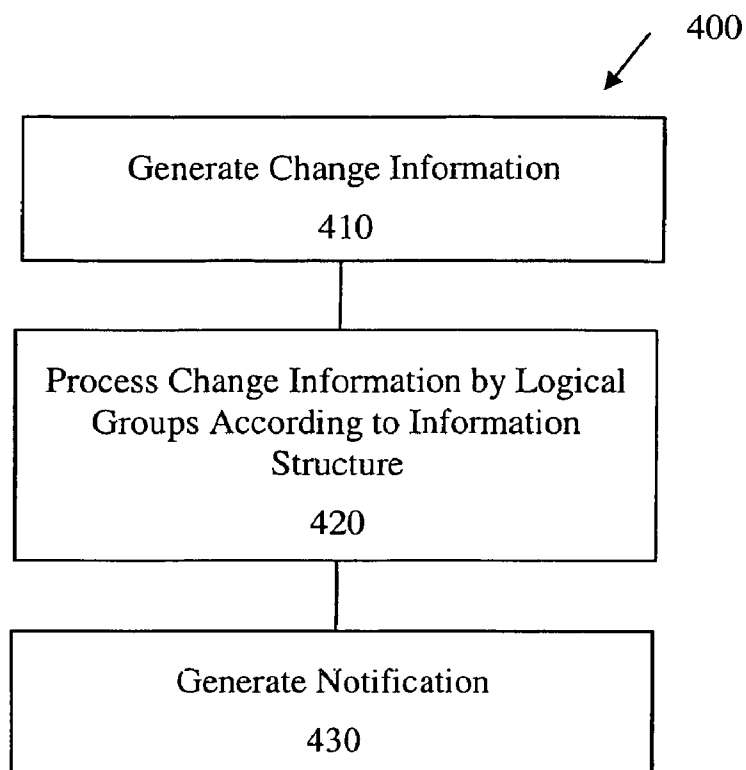 400
Generate Change Information
410
Process Change Information by Logical
Groups According to Information
Structure
420
Generate Notification
430